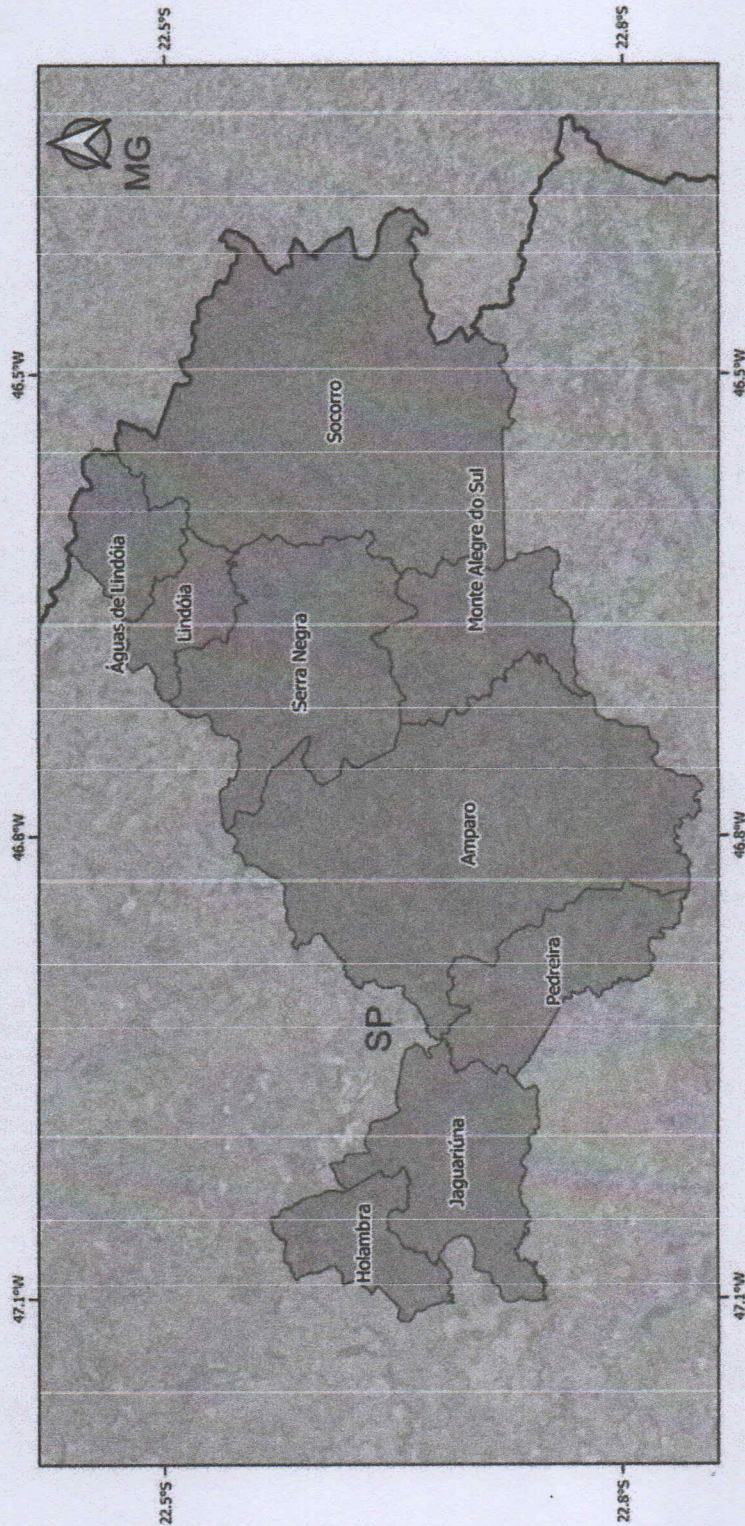 47.1°W 46.8°W 46.5°W
MG
Águas de Lindóia
22.5°S 22.5°S
Lindóia
Serra Negra
Socorro
SP
Holambra
Jaguariúna
Amparo
Monte Alegre do Sul
Pedreira
22.8°S 22.8°S
47.1°W 46.8°W 46.5°W